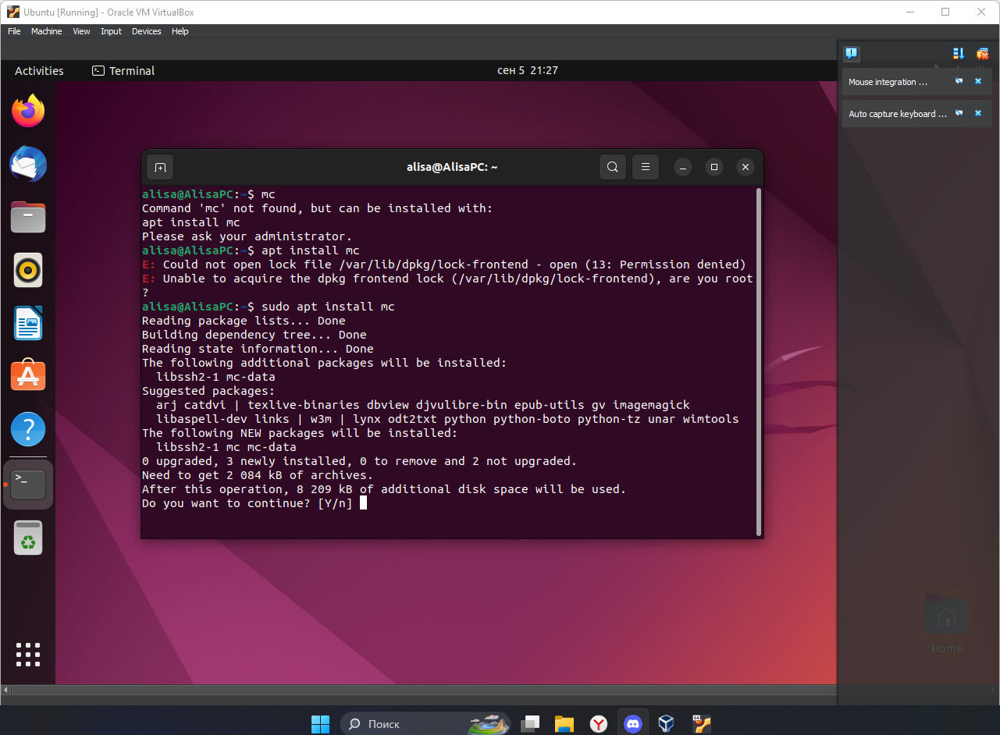 Ubuntu [Running] - Oracle VM VirtualBox
File Machine View Input Devices Help
Activities Terminal сен 5 21:27
Mouse integration ...
Auto capture keyboard ...
alisa@AlisaPC: ~
alisa@AlisaPC:~$ mc
Command 'mc' not found, but can be installed with:
apt install mc
Please ask your administrator.
alisa@AlisaPC:~$ apt install mc
E: Could not open lock file /var/lib/dpkg/lock-frontend - open (13: Permission denied)
E: Unable to acquire the dpkg frontend lock (/var/lib/dpkg/lock-frontend), are you root
?
alisa@AlisaPC:~$ sudo apt install mc
Reading package lists... Done
Building dependency tree... Done
Reading state information... Done
The following additional packages will be installed:
  libssh2-1 mc-data
Suggested packages:
  arj catdvi | texlive-binaries dbview djvulibre-bin epub-utils gv imagemagick
  libaspell-dev links | w3m | lynx odt2txt python python-boto python-tz unar wimtools
The following NEW packages will be installed:
  libssh2-1 mc mc-data
0 upgraded, 3 newly installed, 0 to remove and 2 not upgraded.
Need to get 2 084 kB of archives.
After this operation, 8 209 kB of additional disk space will be used.
Do you want to continue? [Y/n]
Home
Поиск
64